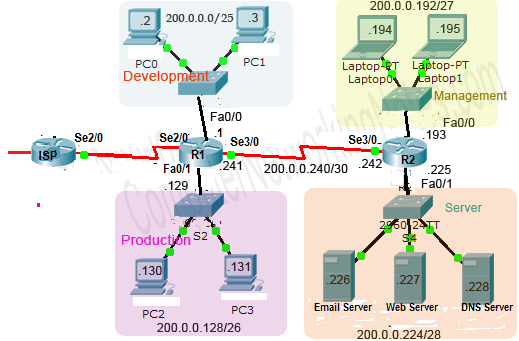 200.0.0.0/25
.2
.3
PC0
PC1
Development
Fa0/0
.1
200.0.0.192/27
.194
.195
Laptop-PT
Laptop0
Laptop-PT
Laptop1
Management
Fa0/0
.193
Se2/0
ISP
Se2/0
R1
Se3/0
.241
200.0.0.240/30
Se3/0
.242
R2
Fa0/1
.129
.225
Fa0/1
Production
S2
.130
.131
PC2
PC3
200.0.0.128/26
Server
2960-24TT
S4
.226
.227
.228
Email Server
Web Server
DNS Server
200.0.0.224/28